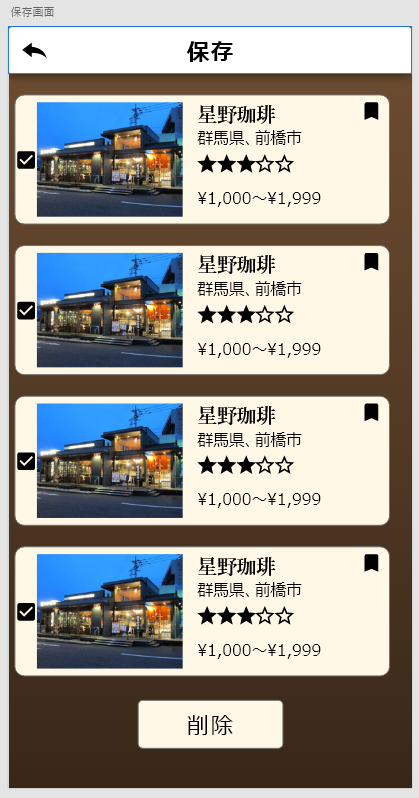 保存画面
保存
星野珈琲
群馬県、前橋市
★★★☆☆
¥1,000～¥1,999
星野珈琲
群馬県、前橋市
★★★☆☆
¥1,000～¥1,999
星野珈琲
群馬県、前橋市
★★★☆☆
¥1,000～¥1,999
星野珈琲
群馬県、前橋市
★★★☆☆
¥1,000～¥1,999
削除